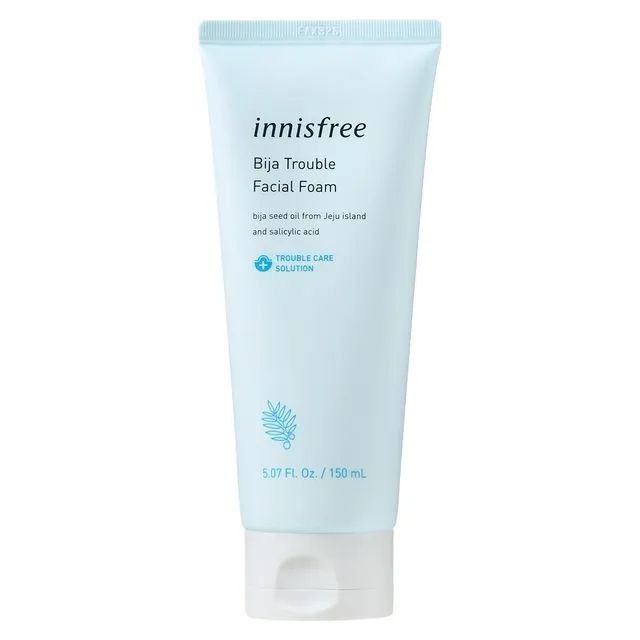 innisfree
Bija Trouble
Facial Foam
bija seed oil from Jeju island
and salicylic acid
TROUBLE CARE
SOLUTION
5.07 Fl. Oz. / 150 mL